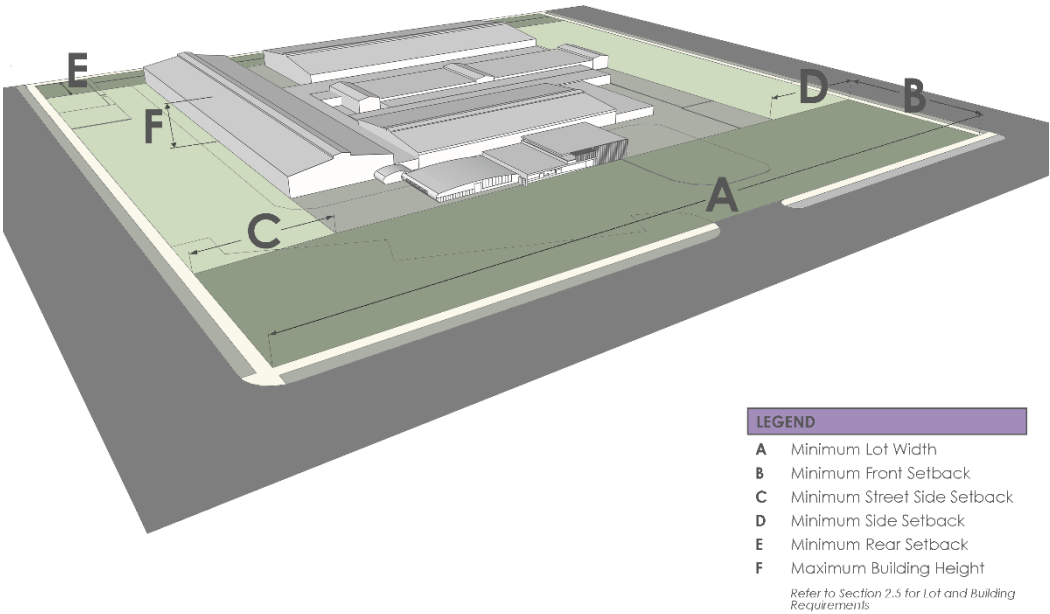 E
F
D
B
A
C
LEGEND
A Minimum Lot Width
B Minimum Front Setback
C Minimum Street Side Setback
D Minimum Side Setback
E Minimum Rear Setback
F Maximum Building Height
Refer to Section 2.5 for Lot and Building
Requirements